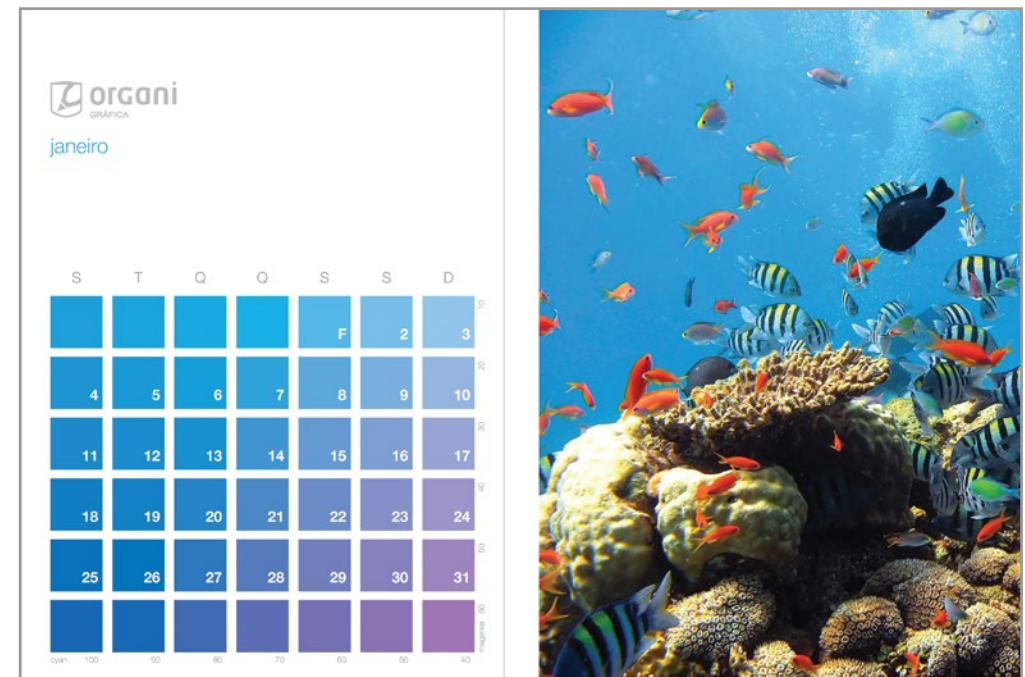 organi
GRÁFICA
janeiro
S T Q Q S S D
10
F 2 3
20
4 5 6 7 8 9 10
30
11 12 13 14 15 16 17
40
18 19 20 21 22 23 24
50
25 26 27 28 29 30 31
magenta 60
cyan 100 90 80 70 60 50 40